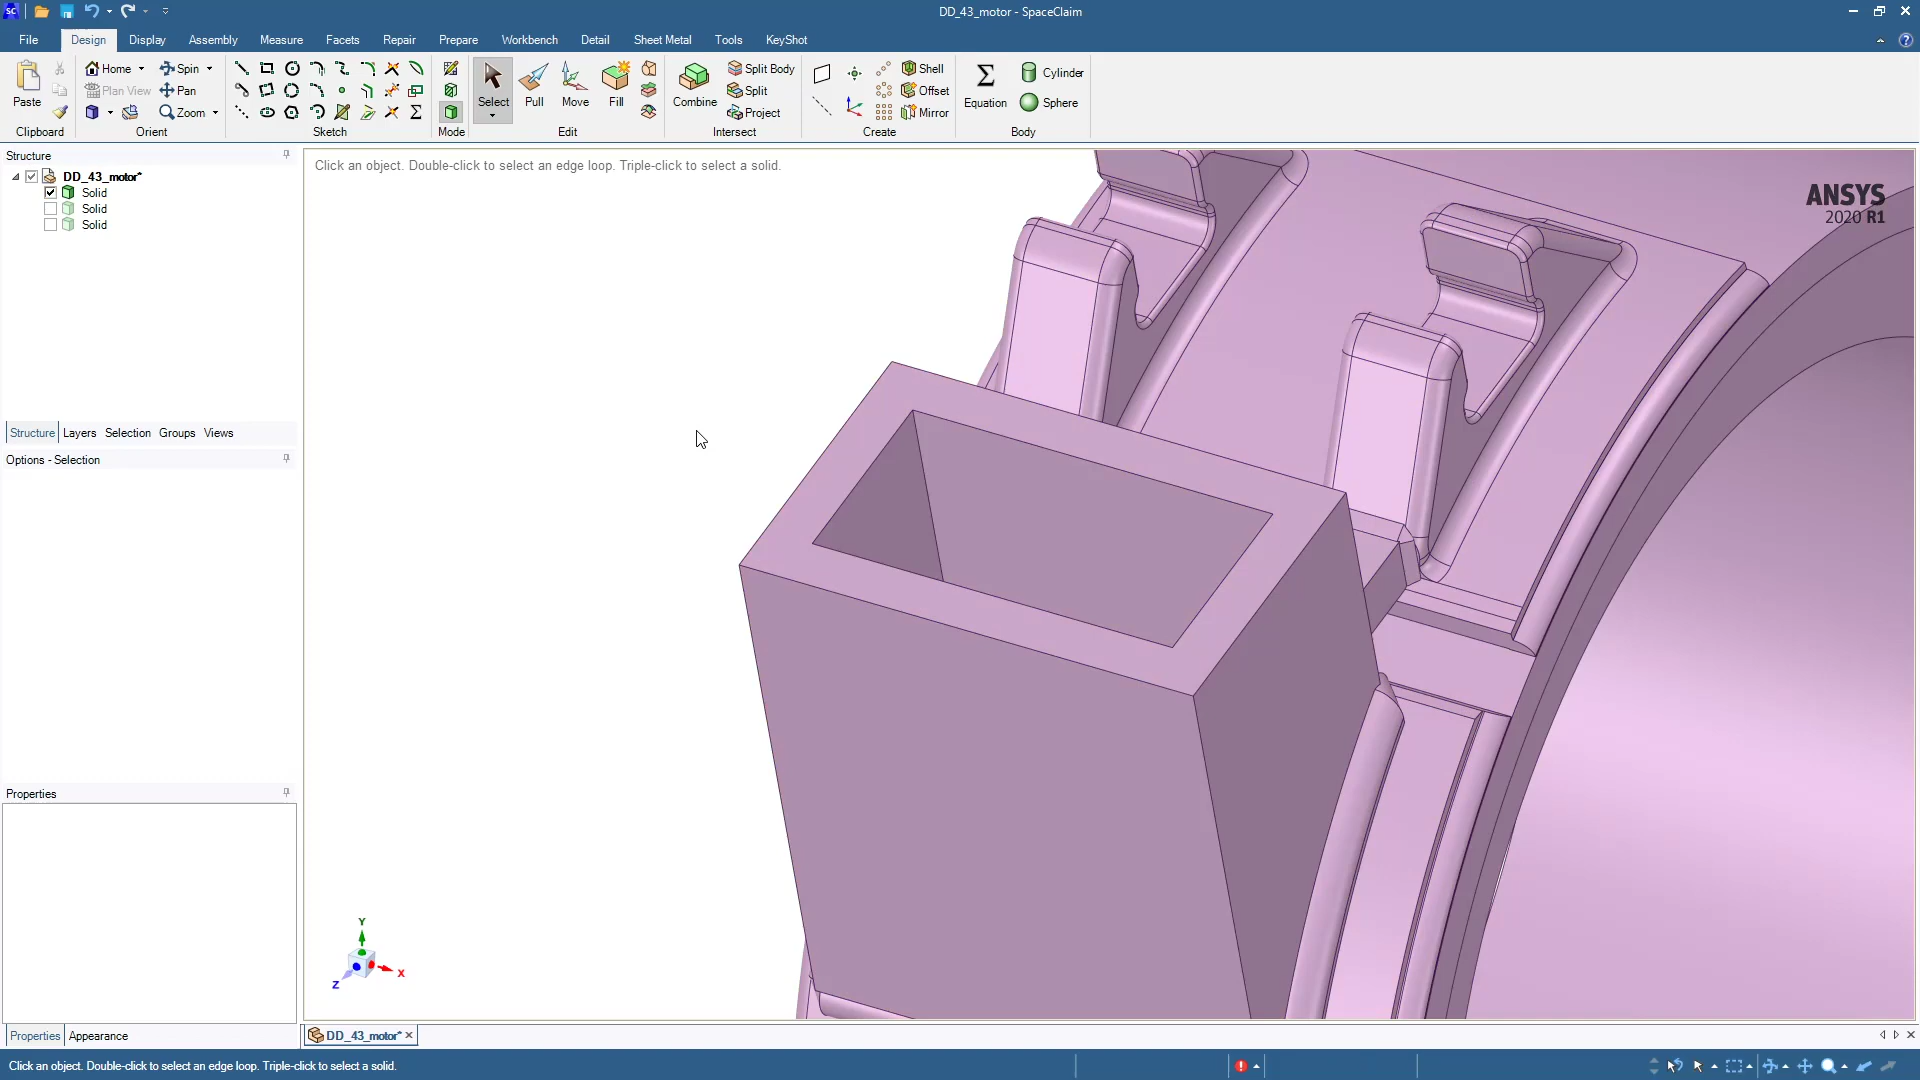 SC
DD_43_motor - SpaceClaim
File Design Display Assembly Measure Facets Repair Prepare Workbench Detail Sheet Metal Tools KeyShot
Paste
Clipboard
Home Spin
Plan View Pan
Zoom
Orient
Sketch
Mode
Select Pull Move Fill
Edit
Combine
Split Body
Split
Project
Intersect
Shell
Offset
Mirror
Create
Equation
Cylinder
Sphere
Body
Structure
DD_43_motor*
Solid
Solid
Solid
Structure Layers Selection Groups Views
Options - Selection
Properties
Properties Appearance
Click an object. Double-click to select an edge loop. Triple-click to select a solid.
ANSYS
2020 R1
Y
X
Z
DD_43_motor*
Click an object. Double-click to select an edge loop. Triple-click to select a solid.